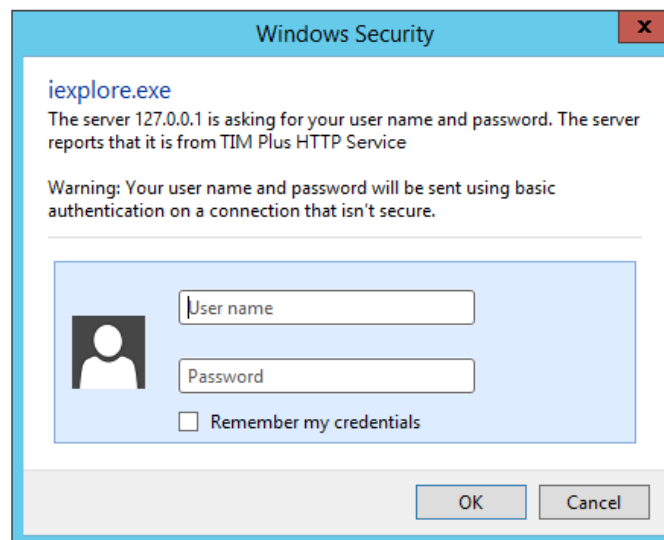 Windows Security
x
iexplore.exe
The server 127.0.0.1 is asking for your user name and password. The server
reports that it is from TIM Plus HTTP Service
Warning: Your user name and password will be sent using basic
authentication on a connection that isn't secure.
User name
Password
Remember my credentials
OK Cancel